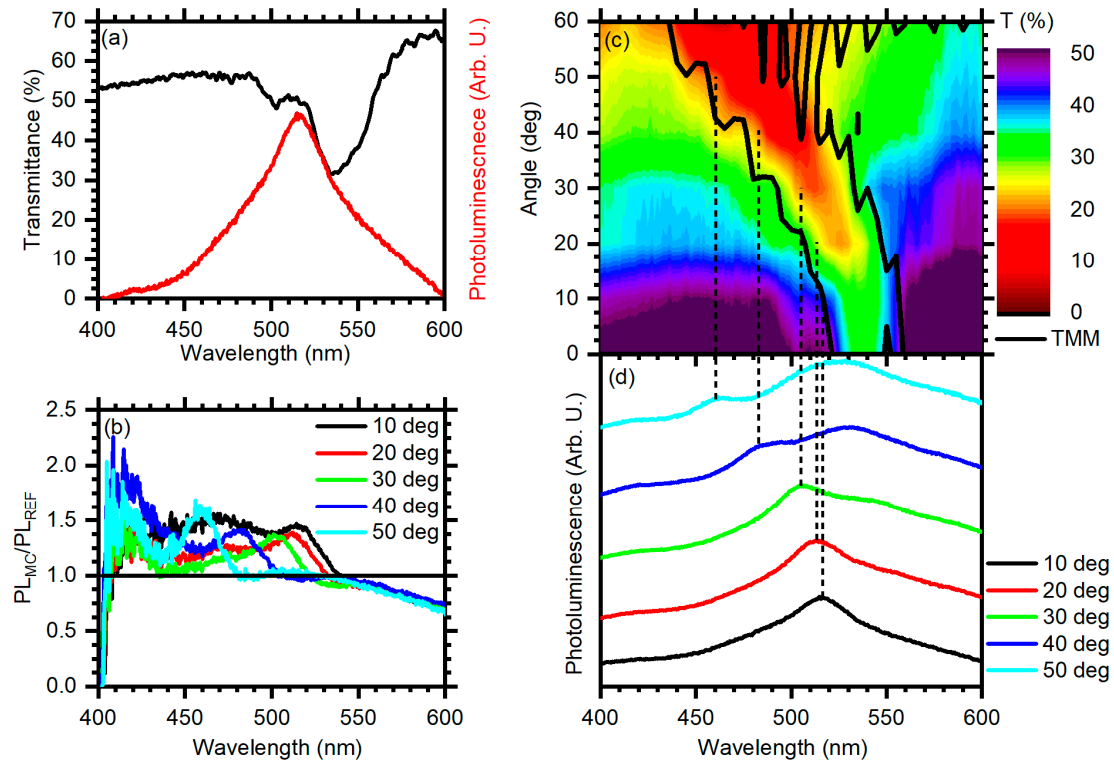 (a)
Transmittance (%)
70
60
50
40
30
20
10
0
400
450
500
550
600
Wavelength (nm)
Photoluminescnece (Arb. U.)
(b)
PL_MC/PL_REF
2.5
2.0
1.5
1.0
0.5
0.0
10 deg
20 deg
30 deg
40 deg
50 deg
400
450
500
550
600
Wavelength (nm)
(c)
Angle (deg)
60
50
40
30
20
10
0
T (%)
50
40
30
20
10
0
TMM
(d)
Photoluminescence (Arb. U.)
400
450
500
550
600
Wavelength (nm)
10 deg
20 deg
30 deg
40 deg
50 deg